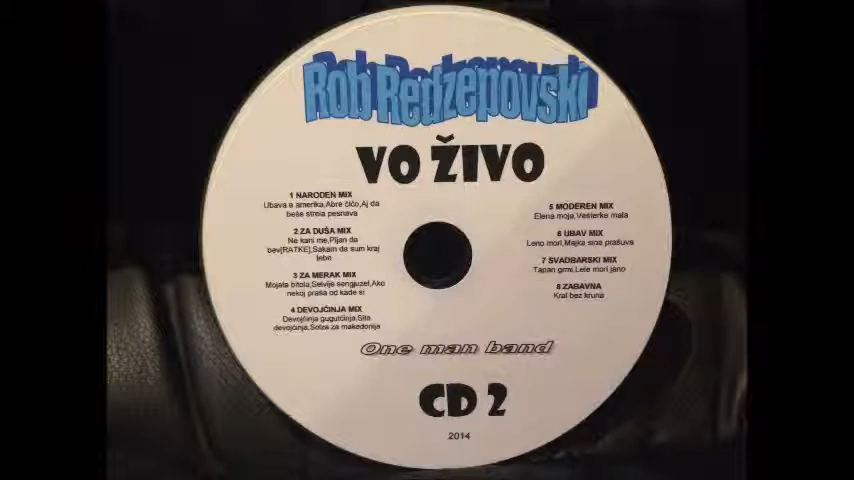 Rob Redzepovski
VO ŽIVO
1 NARODEN MIX
Ubava e amerika,Abre čičo,Aj da
beše streia pesnava
2 ZA DUŠA MIX
Ne kani me,Pijan da
bev[RATKE],Sakam da sum kraj
tebe
3 ZA MERAK MIX
Mojata bitola,Selvije sengjuzel,Ako
nekoj praša od kade si
4 DEVOJČINJA MIX
Devojčinja gugutčinja,Sita
devojčinja,Solza za makedonija
5 MODEREN MIX
Elena moja,Vesterke mala
6 UBAV MIX
Leno mori,Majka sina prašuva
7 SVADBARSKI MIX
Tapan grmi,Lele mori jano
8 ZABAVNA
Kral bez kruna
One man band
CD 2
2014